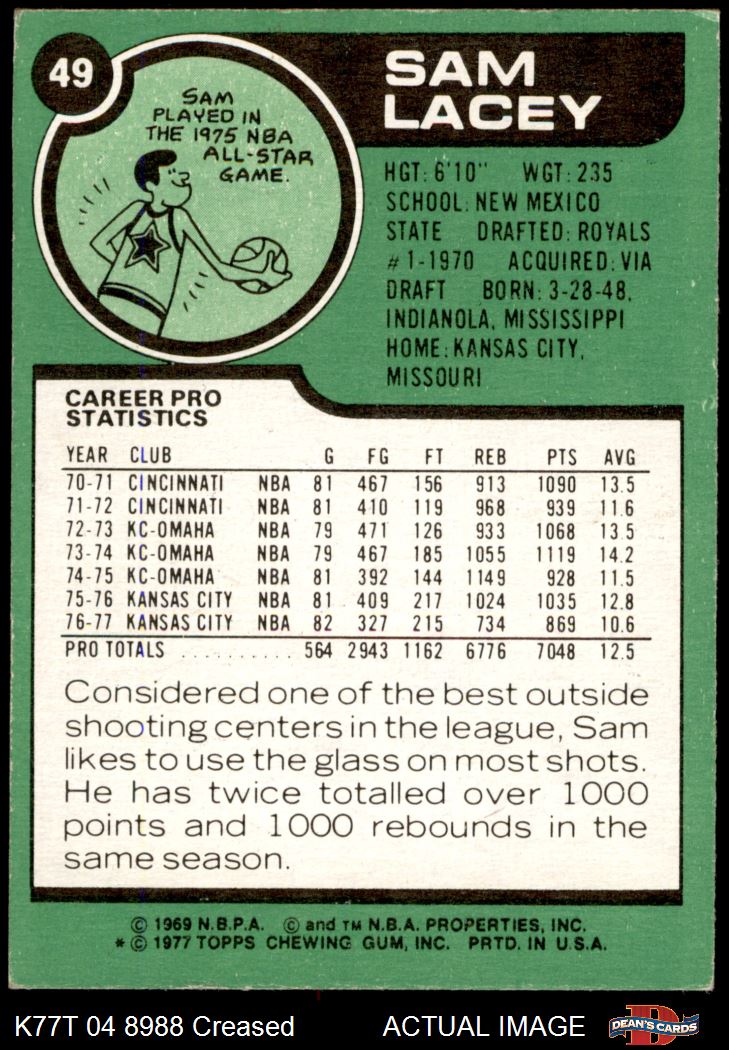 49
SAM
PLAYED IN
THE 1975 NBA
ALL-STAR
GAME.
SAM
LACEY
HGT: 6'10" WGT: 235
SCHOOL: NEW MEXICO
STATE DRAFTED: ROYALS
#1-1970 ACQUIRED: VIA
DRAFT BORN: 3-28-48,
INDIANOLA, MISSISSIPPI
HOME: KANSAS CITY,
MISSOURI
CAREER PRO
STATISTICS
YEAR CLUB G FG FT REB PTS AVG
70-71 CINCINNATI NBA 81 467 156 913 1090 13.5
71-72 CINCINNATI NBA 81 410 119 968 939 11.6
72-73 KC-OMAHA NBA 79 471 126 933 1068 13.5
73-74 KC-OMAHA NBA 79 467 185 1055 1119 14.2
74-75 KC-OMAHA NBA 81 392 144 1149 928 11.5
75-76 KANSAS CITY NBA 81 409 217 1024 1035 12.8
76-77 KANSAS CITY NBA 82 327 215 734 869 10.6
PRO TOTALS . . . . . . . . . . 564 2943 1162 6776 7048 12.5
Considered one of the best outside
shooting centers in the league, Sam
likes to use the glass on most shots.
He has twice totalled over 1000
points and 1000 rebounds in the
same season.
© 1969 N.B.P.A. © and TM N.B.A. PROPERTIES, INC.
* © 1977 TOPPS CHEWING GUM, INC. PRTD. IN U.S.A.
K77T 04 8988 Creased ACTUAL IMAGE
D
DEAN'S CARDS